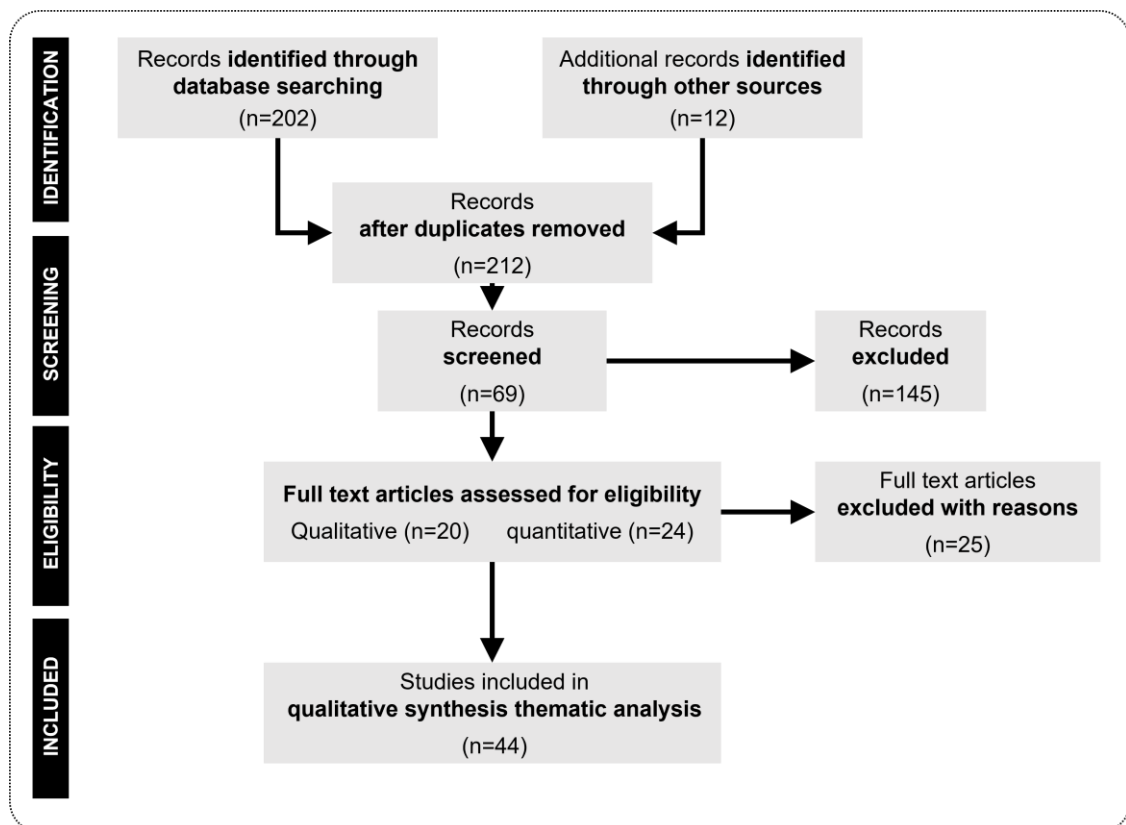 IDENTIFICATION
Records identified through
database searching
(n=202)
Additional records identified
through other sources
(n=12)
Records
after duplicates removed
(n=212)
SCREENING
Records
screened
(n=69)
Records
excluded
(n=145)
ELIGIBILITY
Full text articles assessed for eligibility
Qualitative (n=20) quantitative (n=24)
Full text articles
excluded with reasons
(n=25)
INCLUDED
Studies included in
qualitative synthesis thematic analysis
(n=44)